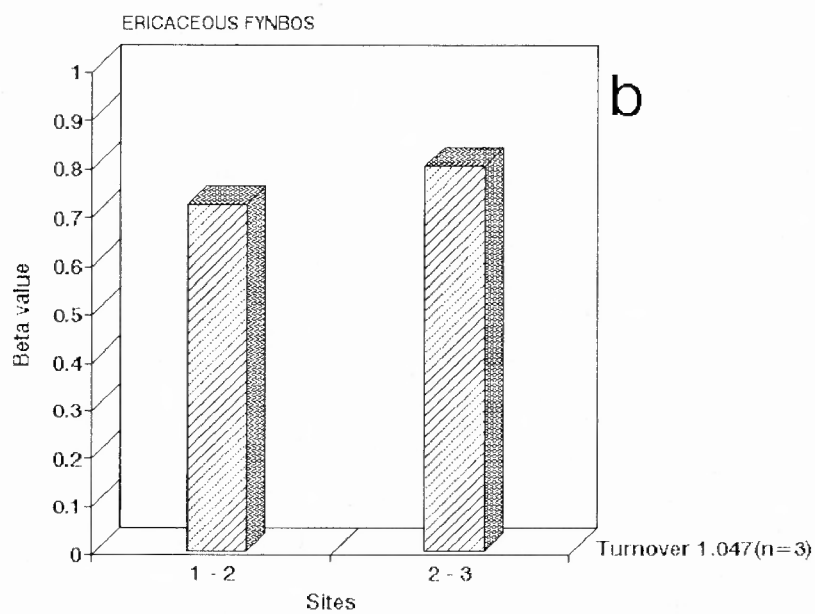 ERICACEOUS FYNBOS
b
1
0.9
0.8
0.7
0.6
0.5
0.4
0.3
0.2
0.1
0
Beta value
1 - 2
2 - 3
Sites
Turnover 1.047(n=3)